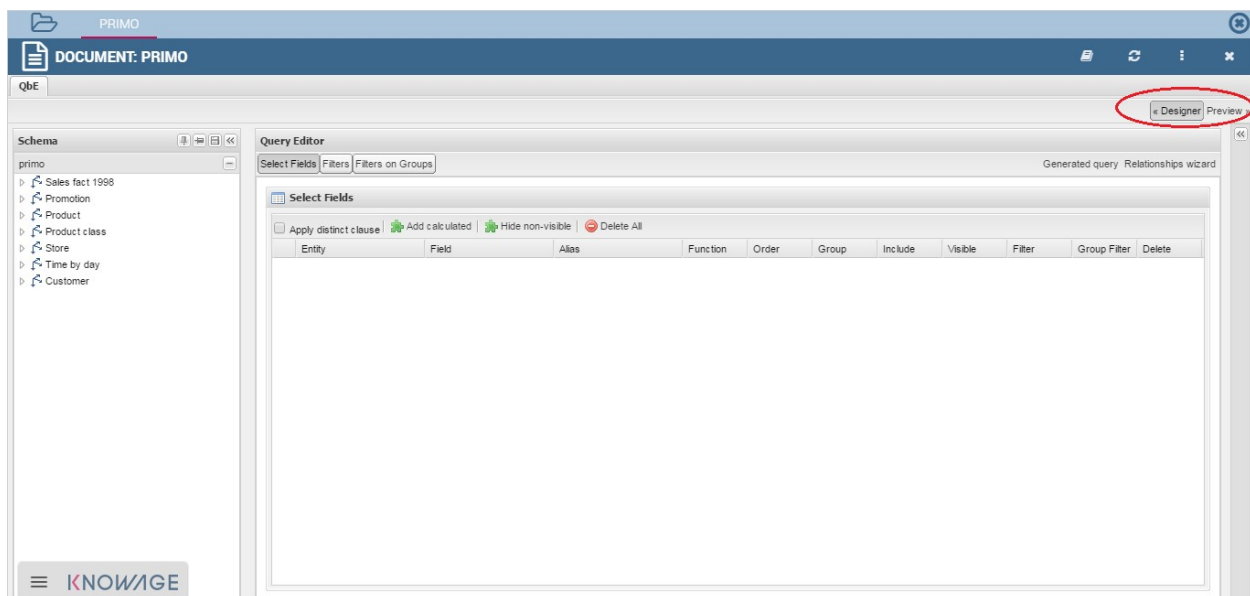 PRIMO
DOCUMENT: PRIMO
QbE
« Designer Preview »
Schema
primo
Sales fact 1998
Promotion
Product
Product class
Store
Time by day
Customer
Query Editor
Select Fields Filters Filters on Groups Generated query Relationships wizard
Select Fields
Apply distinct clause Add calculated Hide non-visible Delete All
Entity Field Alias Function Order Group Include Visible Filter Group Filter Delete
KNOWAGE